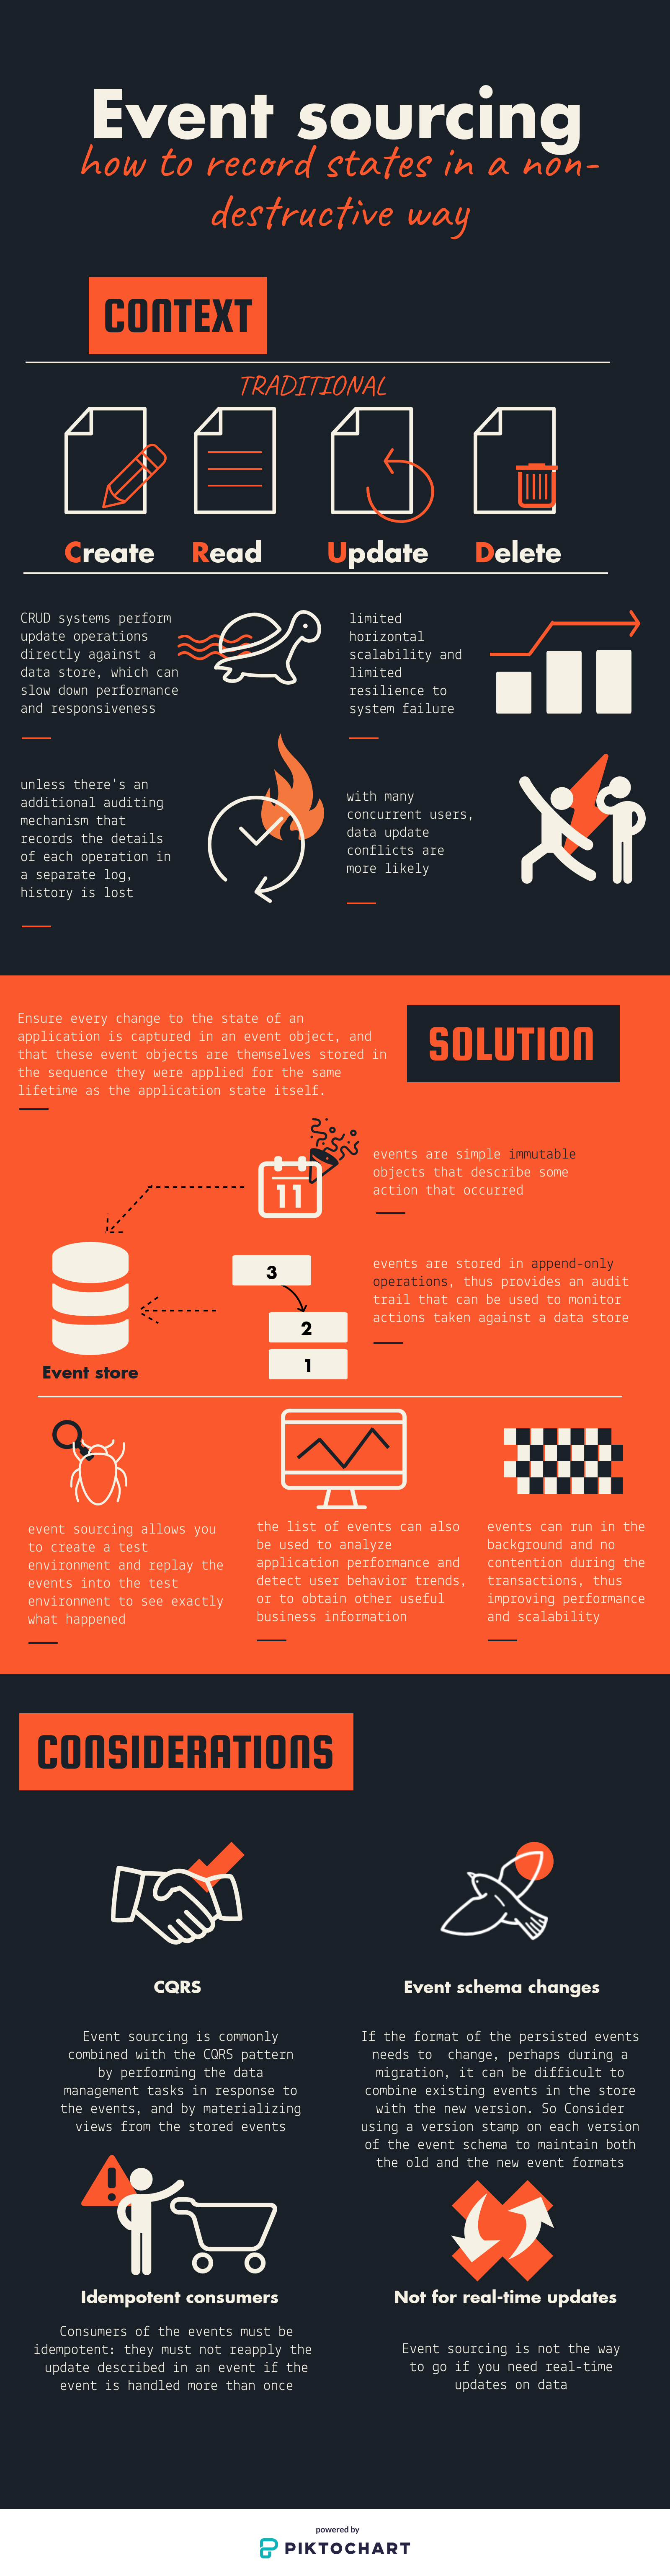 Event sourcing
how to record states in a non-
destructive way
CONTEXT
TRADITIONAL
Create Read Update Delete
CRUD systems perform
update operations
directly against a
data store, which can
slow down performance
and responsiveness
limited
horizontal
scalability and
limited
resilience to
system failure
unless there's an
additional auditing
mechanism that
records the details
of each operation in
a separate log,
history is lost
with many
concurrent users,
data update
conflicts are
more likely
Ensure every change to the state of an
application is captured in an event object, and
that these event objects are themselves stored in
the sequence they were applied for the same
lifetime as the application state itself.
SOLUTION
11
events are simple immutable
objects that describe some
action that occurred
3
2
1
Event store
events are stored in append-only
operations, thus provides an audit
trail that can be used to monitor
actions taken against a data store
event sourcing allows you
to create a test
environment and replay the
events into the test
environment to see exactly
what happened
the list of events can also
be used to analyze
application performance and
detect user behavior trends,
or to obtain other useful
business information
events can run in the
background and no
contention during the
transactions, thus
improving performance
and scalability
CONSIDERATIONS
CQRS
Event sourcing is commonly
combined with the CQRS pattern
by performing the data
management tasks in response to
the events, and by materializing
views from the stored events
Event schema changes
If the format of the persisted events
needs to change, perhaps during a
migration, it can be difficult to
combine existing events in the store
with the new version. So Consider
using a version stamp on each version
of the event schema to maintain both
the old and the new event formats
!
Idempotent consumers
Consumers of the events must be
idempotent: they must not reapply the
update described in an event if the
event is handled more than once
Not for real-time updates
Event sourcing is not the way
to go if you need real-time
updates on data
powered by
PIKTOCHART